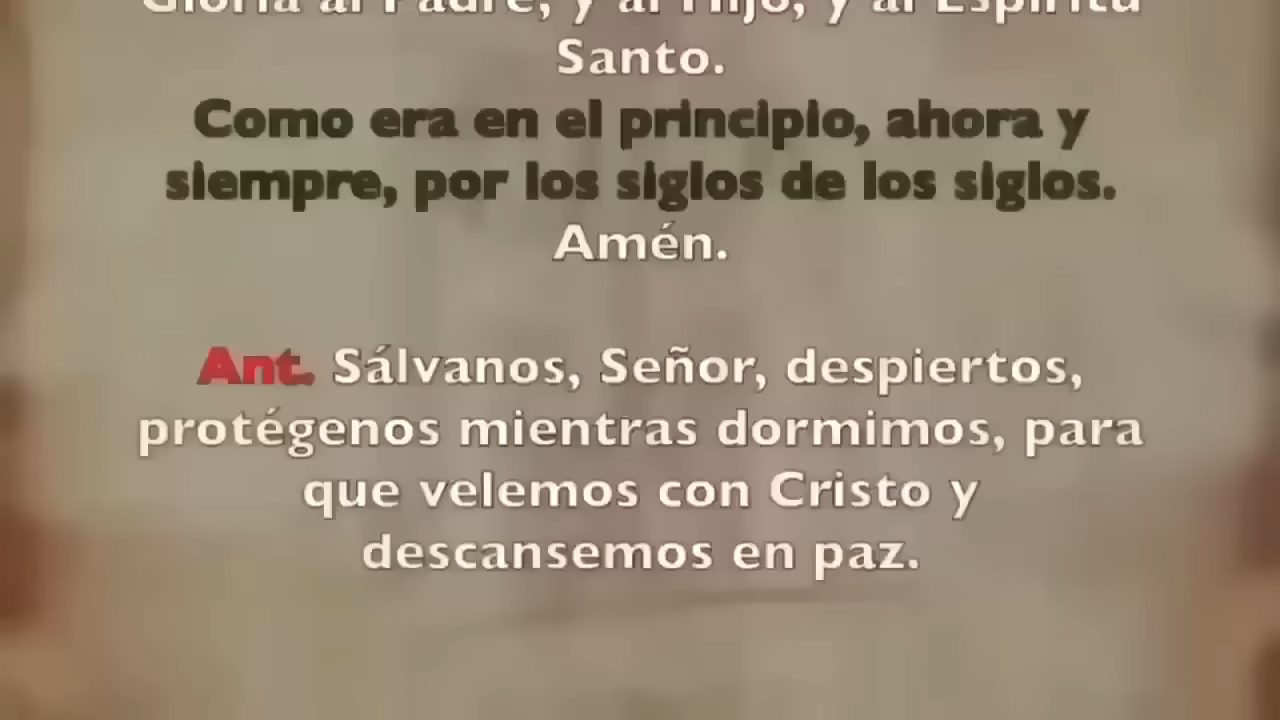 Gloria al Padre, y al Hijo, y al Espíritu
Santo.
Como era en el principio, ahora y
siempre, por los siglos de los siglos.
Amén.
Ant. Sálvanos, Señor, despiertos,
protégenos mientras dormimos, para
que velemos con Cristo y
descansemos en paz.